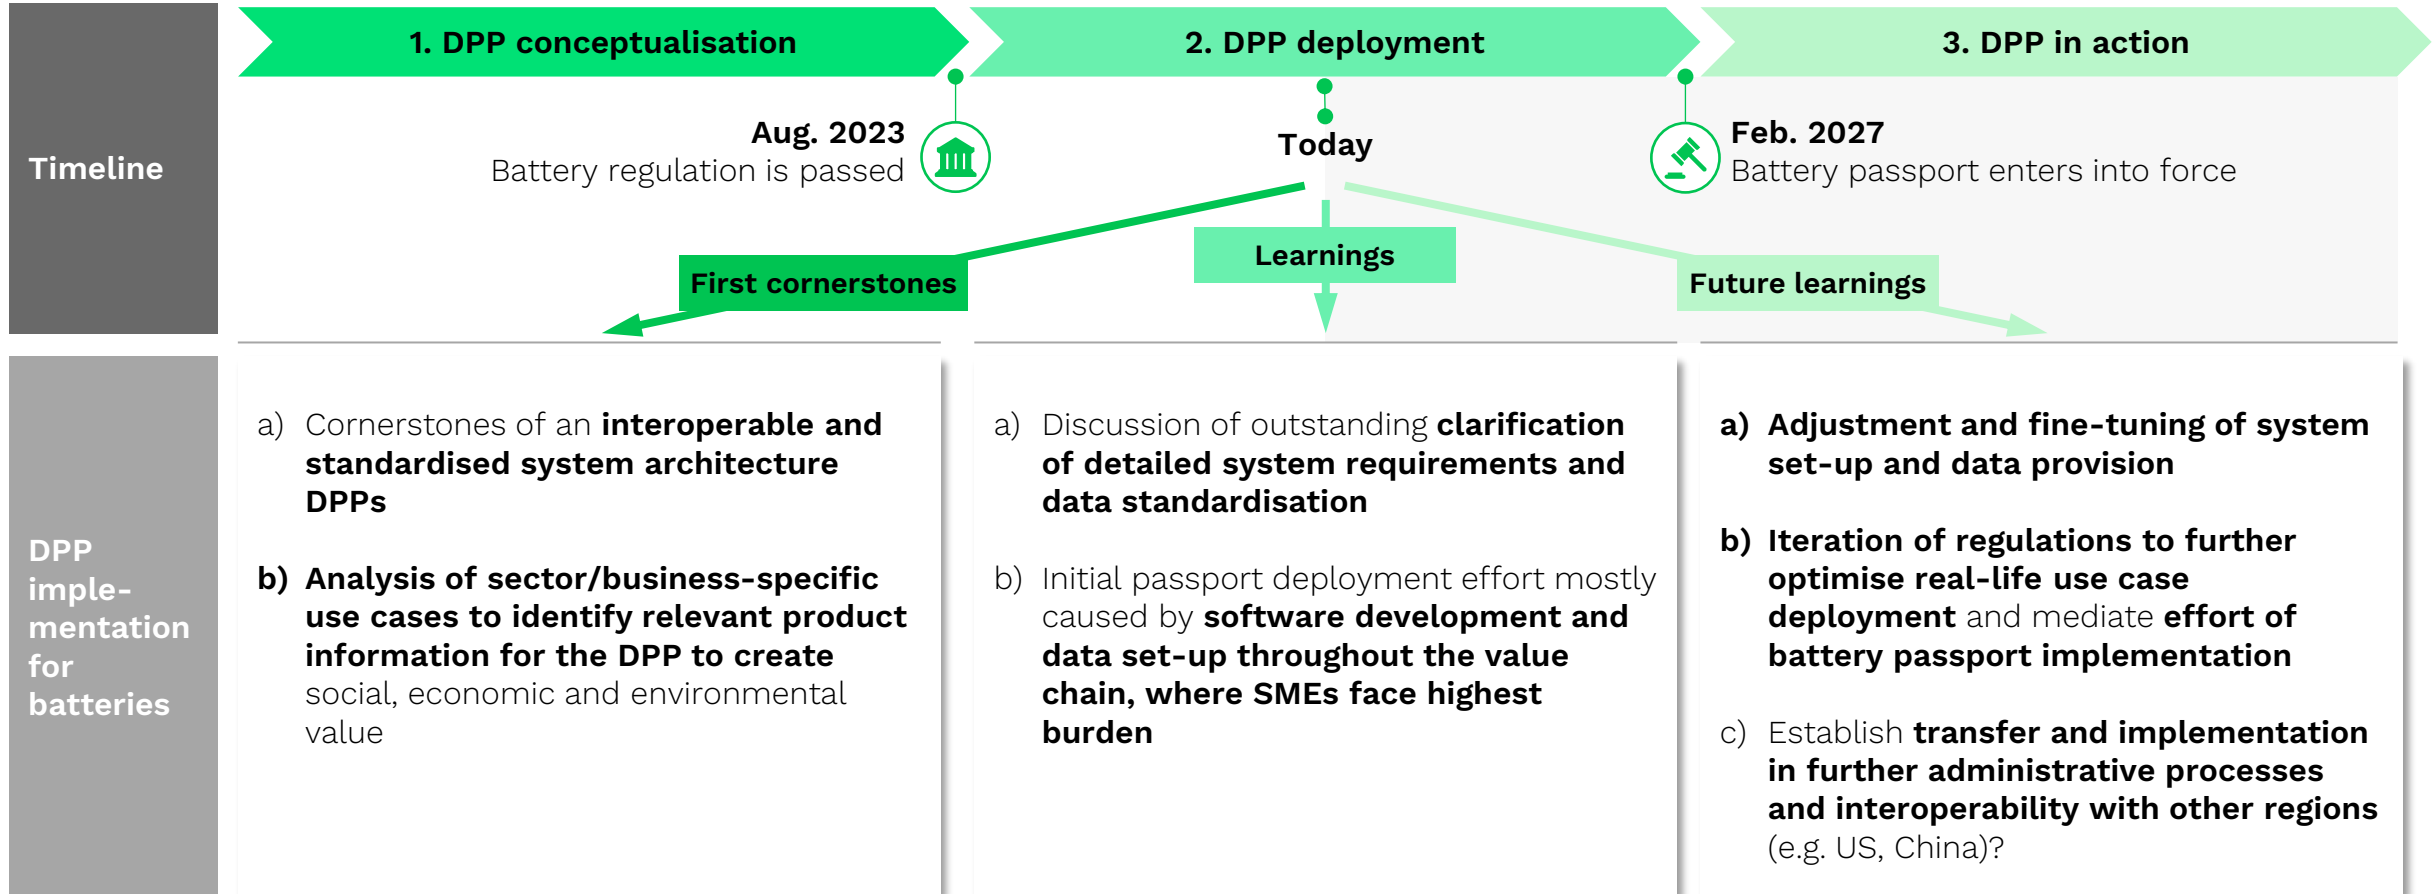 1. DPP conceptualisation
2. DPP deployment
3. DPP in action
Timeline
Aug. 2023
Battery regulation is passed
Today
Feb. 2027
Battery passport enters into force
First cornerstones
Learnings
Future learnings
DPP
imple-
mentation
for
batteries
a) Cornerstones of an interoperable and
standardised system architecture
DPPs
b) Analysis of sector/business-specific
use cases to identify relevant product
information for the DPP to create
social, economic and environmental
value
a) Discussion of outstanding clarification
of detailed system requirements and
data standardisation
b) Initial passport deployment effort mostly
caused by software development and
data set-up throughout the value
chain, where SMEs face highest
burden
a) Adjustment and fine-tuning of system
set-up and data provision
b) Iteration of regulations to further
optimise real-life use case
deployment and mediate effort of
battery passport implementation
c) Establish transfer and implementation
in further administrative processes
and interoperability with other regions
(e.g. US, China)?